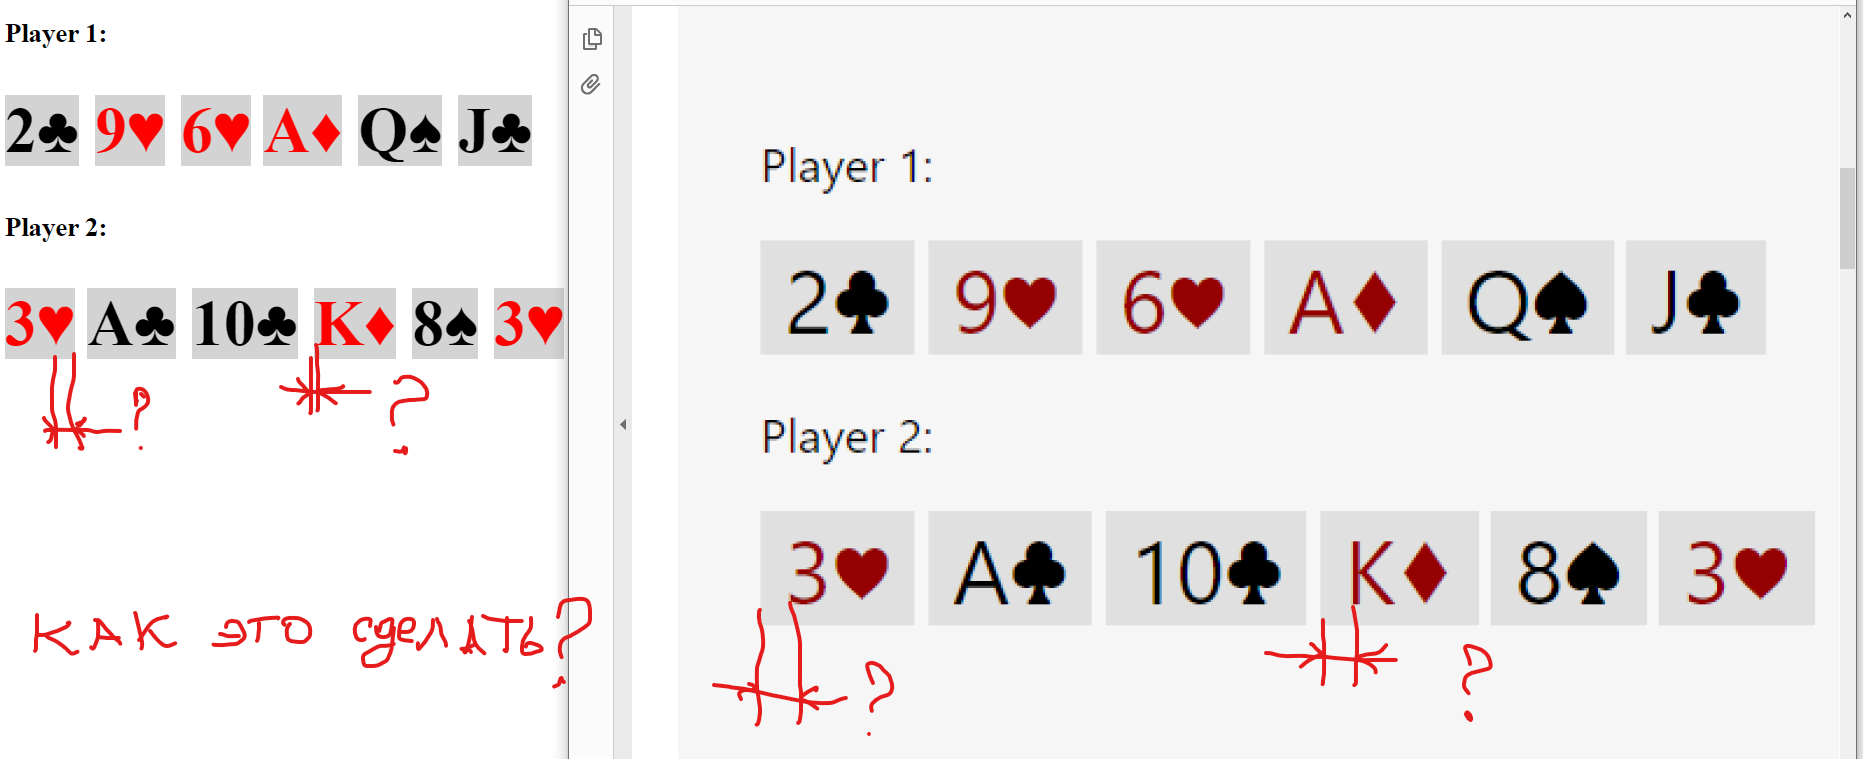 Player 1:
2♣ 9♥ 6♥ A♦ Q♠ J♣
Player 2:
3♥ A♣ 10♣ K♦ 8♠ 3♥
? ?
как это сделать?
Player 1:
2♣ 9♥ 6♥ A♦ Q♠ J♣
Player 2:
3♥ A♣ 10♣ K♦ 8♠ 3♥
? ?